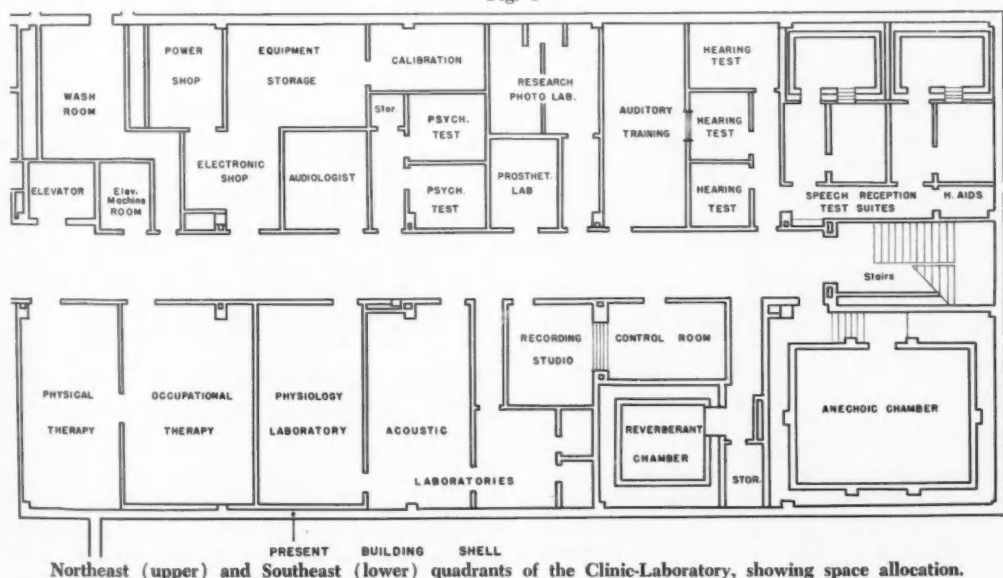 POWER
SHOP
EQUIPMENT
STORAGE
CALIBRATION
HEARING
TEST
WASH
ROOM
Stor.
PSYCH.
TEST
RESEARCH
PHOTO LAB.
AUDITORY
TRAINING
HEARING
TEST
ELECTRONIC
SHOP
AUDIOLOGIST
PSYCH.
TEST
PROSTHET.
LAB
HEARING
TEST
ELEVATOR
Elev.
Machine
ROOM
SPEECH RECEPTION
TEST SUITES
H. AIDS
Stairs
PHYSICAL
THERAPY
OCCUPATIONAL
THERAPY
PHYSIOLOGY
LABORATORY
ACOUSTIC
LABORATORIES
RECORDING
STUDIO
CONTROL ROOM
REVERBERANT
CHAMBER
STOR.
ANECHOIC CHAMBER
PRESENT BUILDING SHELL
Northeast (upper) and Southeast (lower) quadrants of the Clinic-Laboratory, showing space allocation.